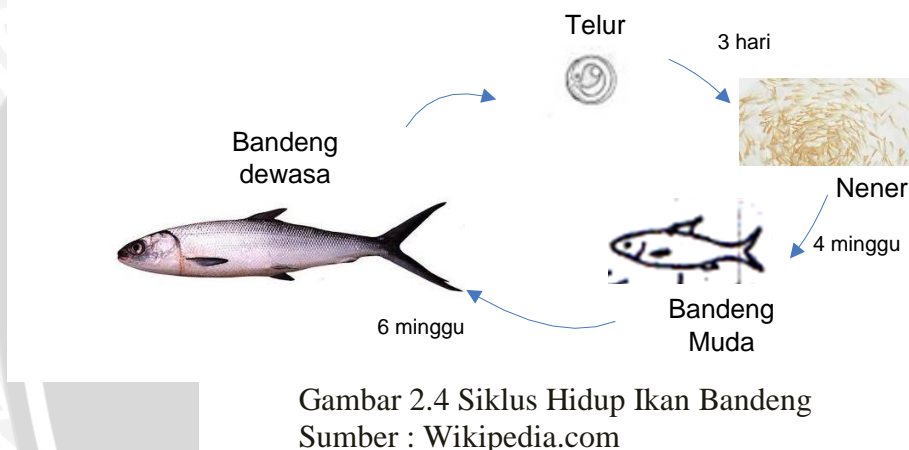 Telur
3 hari
Nener
4 minggu
Bandeng
Muda
6 minggu
Bandeng
dewasa
Gambar 2.4 Siklus Hidup Ikan Bandeng
Sumber : Wikipedia.com